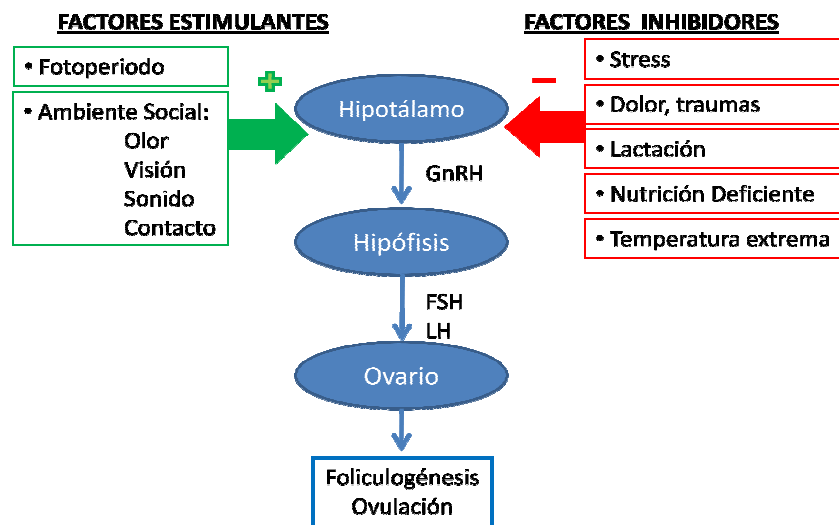 FACTORES ESTIMULANTES
• Fotoperiodo
• Ambiente Social:
Olor
Visión
Sonido
Contacto
+
FACTORES INHIBIDORES
−
• Stress
• Dolor, traumas
• Lactación
• Nutrición Deficiente
• Temperatura extrema
Hipotálamo
GnRH
Hipófisis
FSH
LH
Ovario
Foliculogénesis
Ovulación